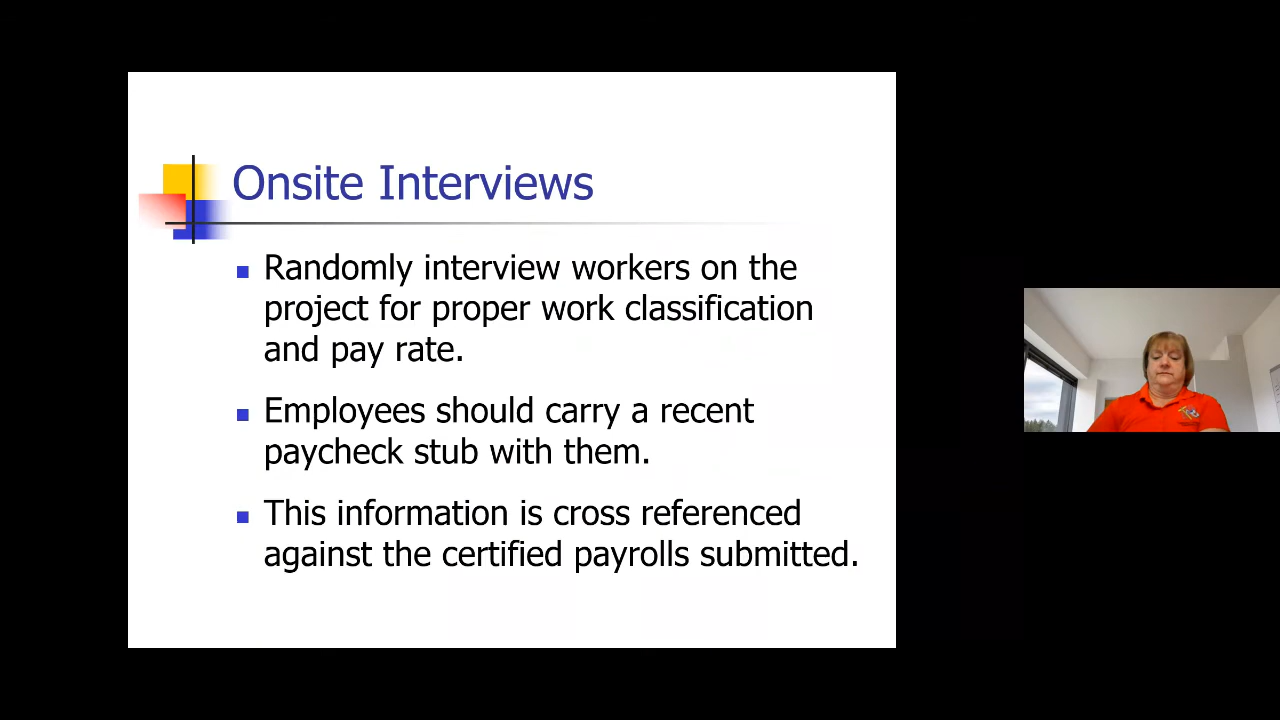 Onsite Interviews
Randomly interview workers on the
project for proper work classification
and pay rate.
Employees should carry a recent
paycheck stub with them.
This information is cross referenced
against the certified payrolls submitted.